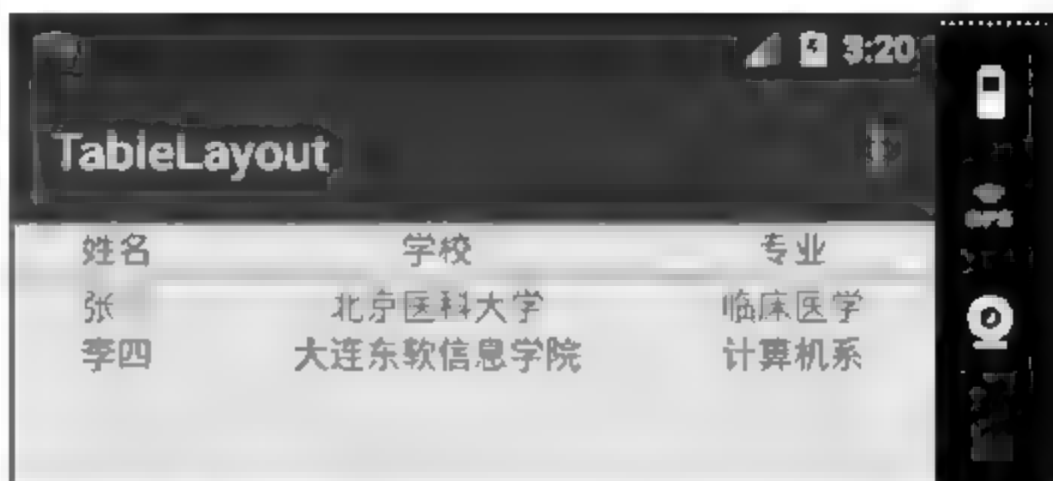 3:20
TableLayout
姓名 学校 专业
张 北京医科大学 临床医学
李四 大连东软信息学院 计算机系